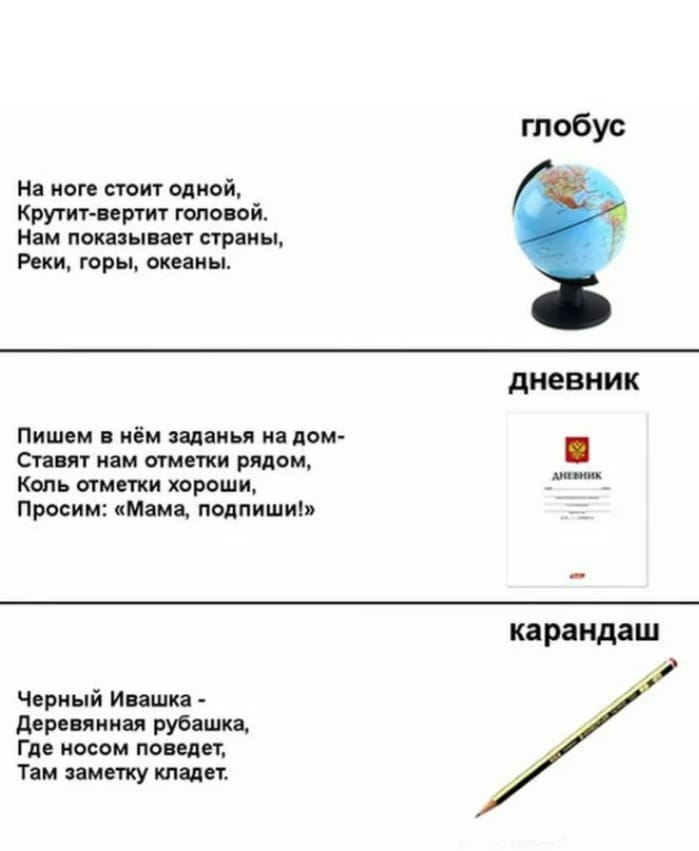 глобус
На ноге стоит одной,
Крутит-вертит головой.
Нам показывает страны,
Реки, горы, океаны.
дневник
Пишем в нём заданья на дом-
Ставят нам отметки рядом,
Коль отметки хороши,
Просим: «Мама, подпиши!»
ДНЕВНИК
карандаш
Черный Ивашка -
Деревянная рубашка,
Где носом поведет,
Там заметку кладет.